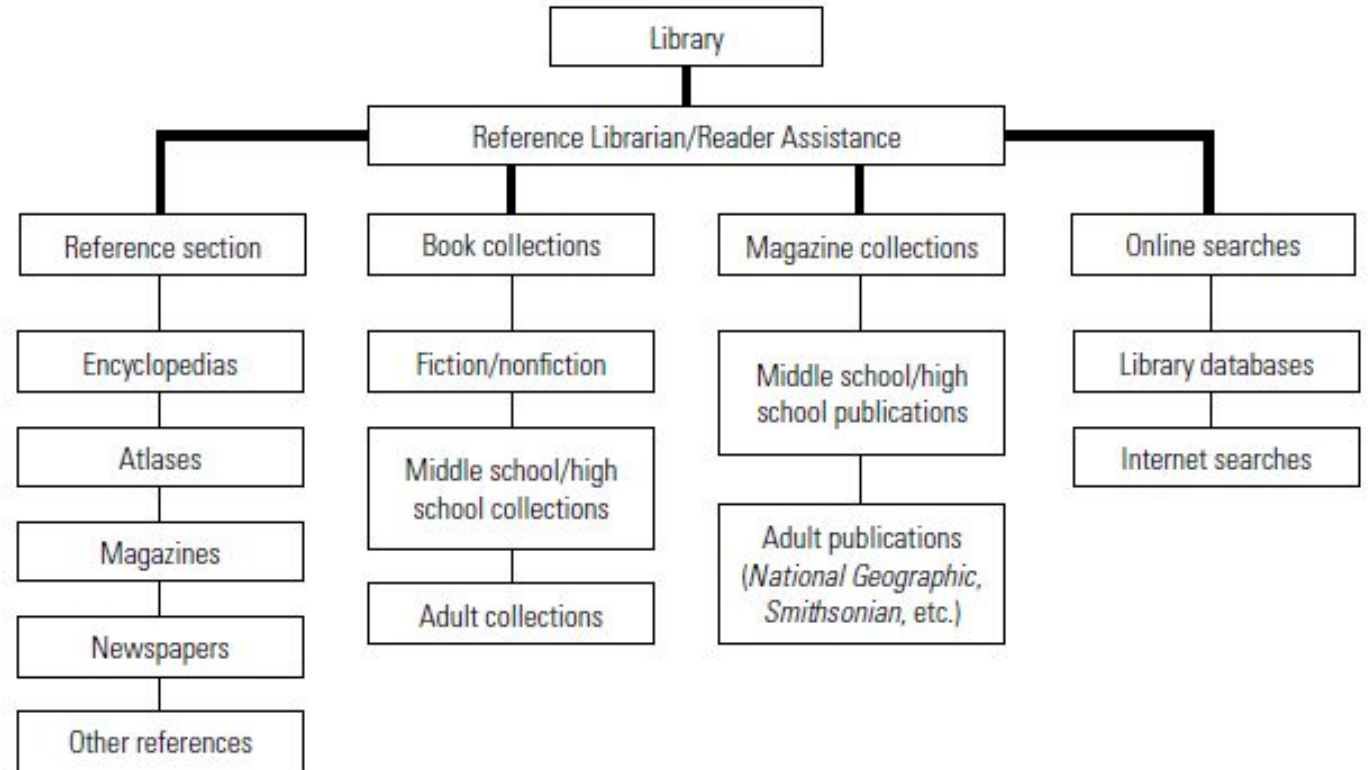 Library
Reference Librarian/Reader Assistance
Reference section
Encyclopedias
Atlases
Magazines
Newspapers
Other references
Book collections
Fiction/nonfiction
Middle school/high
school collections
Adult collections
Magazine collections
Middle school/high
school publications
Adult publications
(National Geographic,
Smithsonian, etc.)
Online searches
Library databases
Internet searches